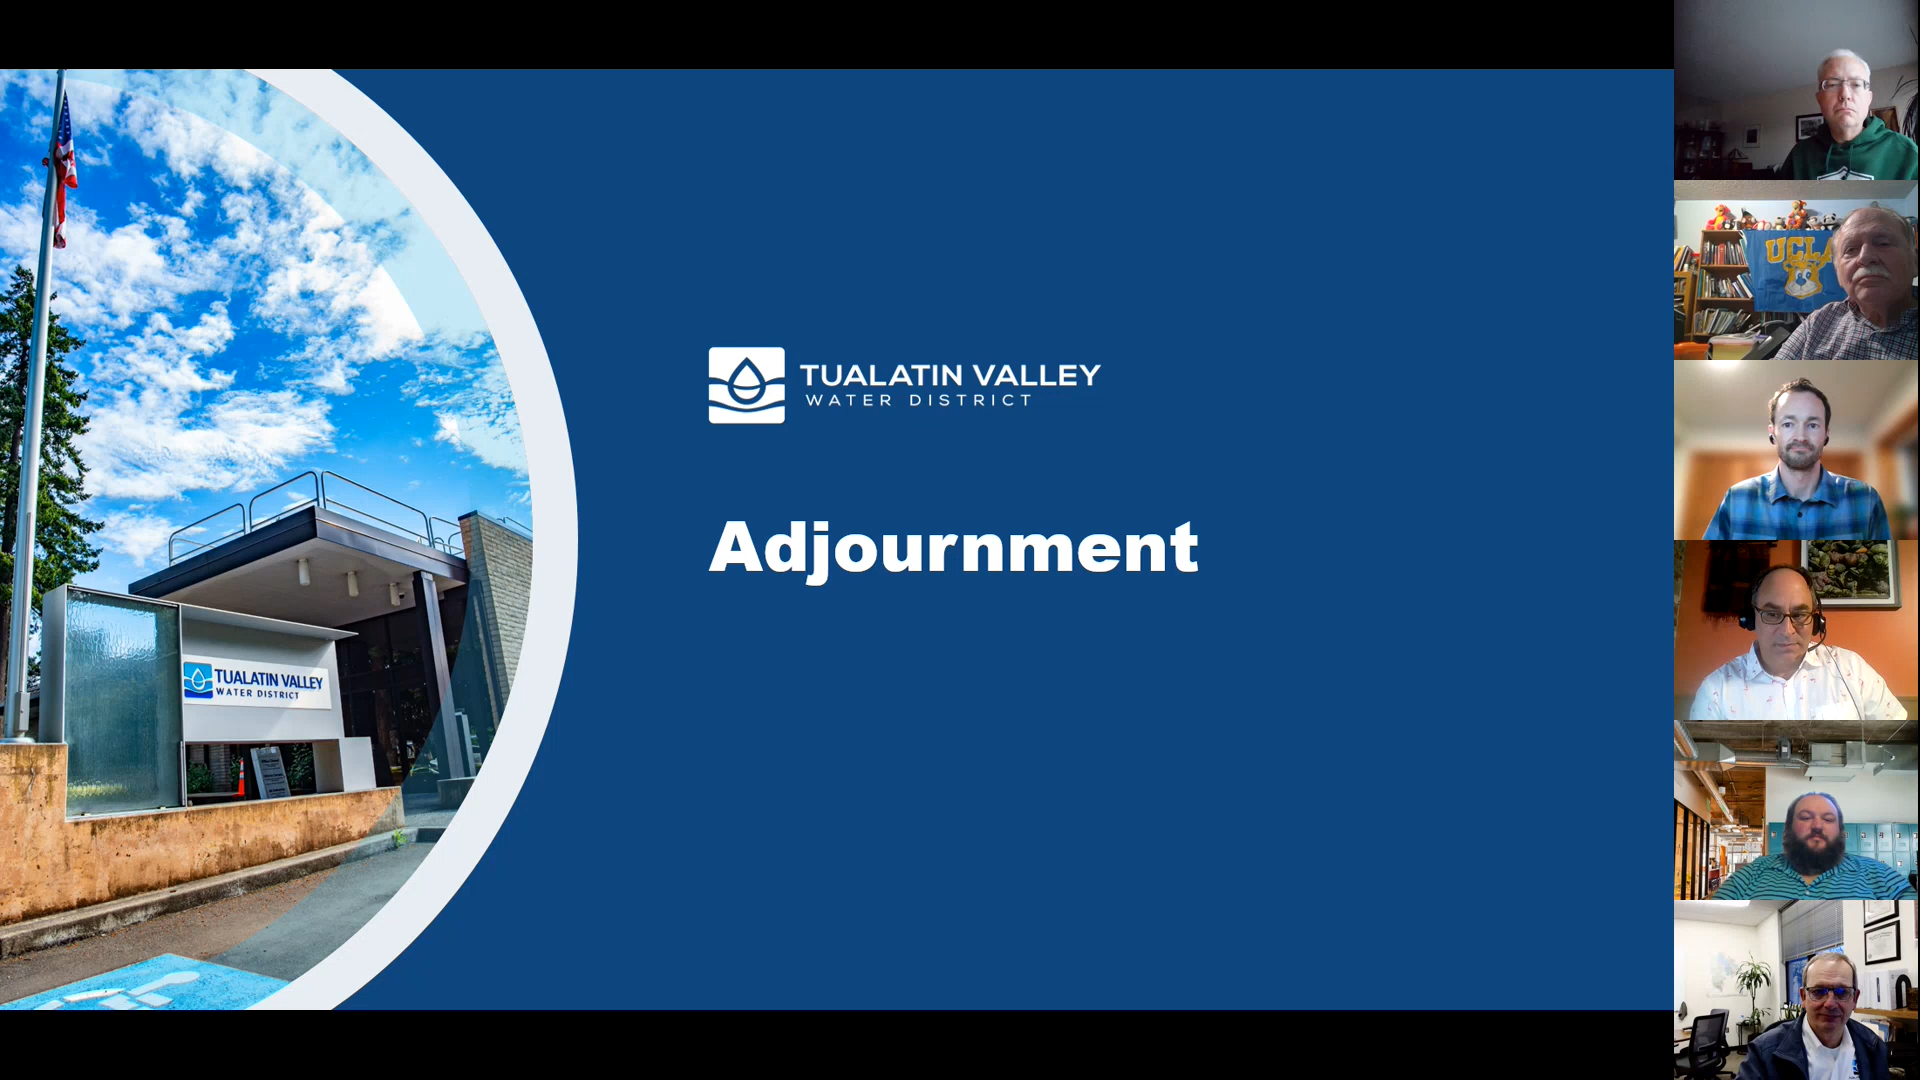 TUALATIN VALLEY
WATER DISTRICT
Adjournment
TUALATIN VALLEY
WATER DISTRICT
UCLA